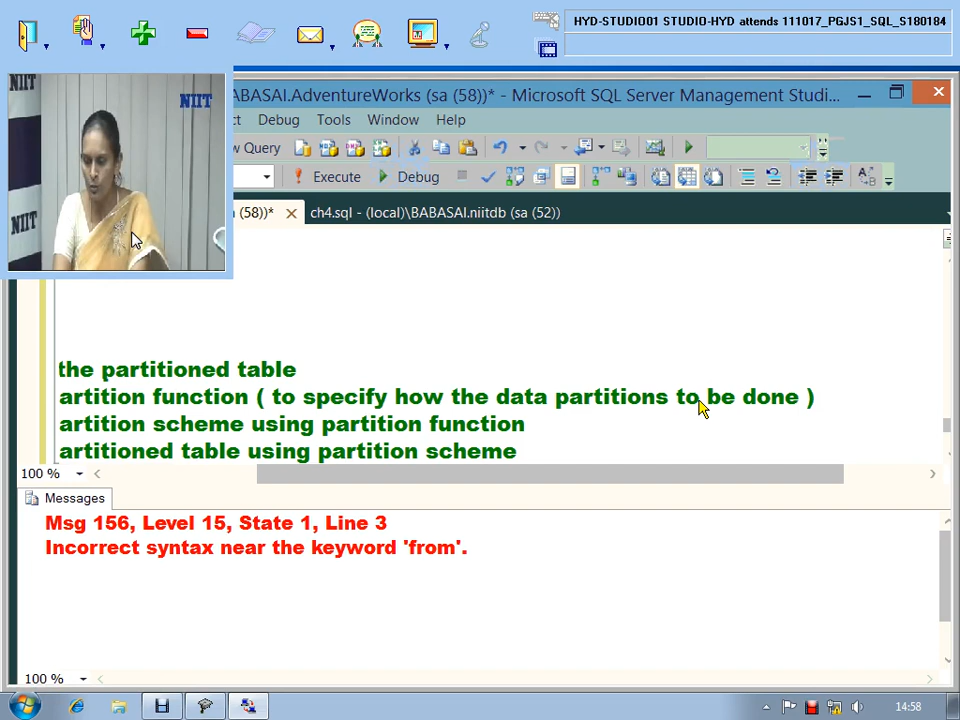 HYD-STUDIO01 STUDIO-HYD attends 111017_PGJS1_SQL_S180184
NIIT
NIIT
NIIT
BABASAI.AdventureWorks (sa (58))* - Microsoft SQL Server Management Studi...
ct Debug Tools Window Help
w Query
Execute Debug
a (58))* ch4.sql - (local)\BABASAI.niitdb (sa (52))
the partitioned table
artition function ( to specify how the data partitions to be done )
artition scheme using partition function
artitioned table using partition scheme
100 %
Messages
Msg 156, Level 15, State 1, Line 3
Incorrect syntax near the keyword 'from'.
100 %
14:58